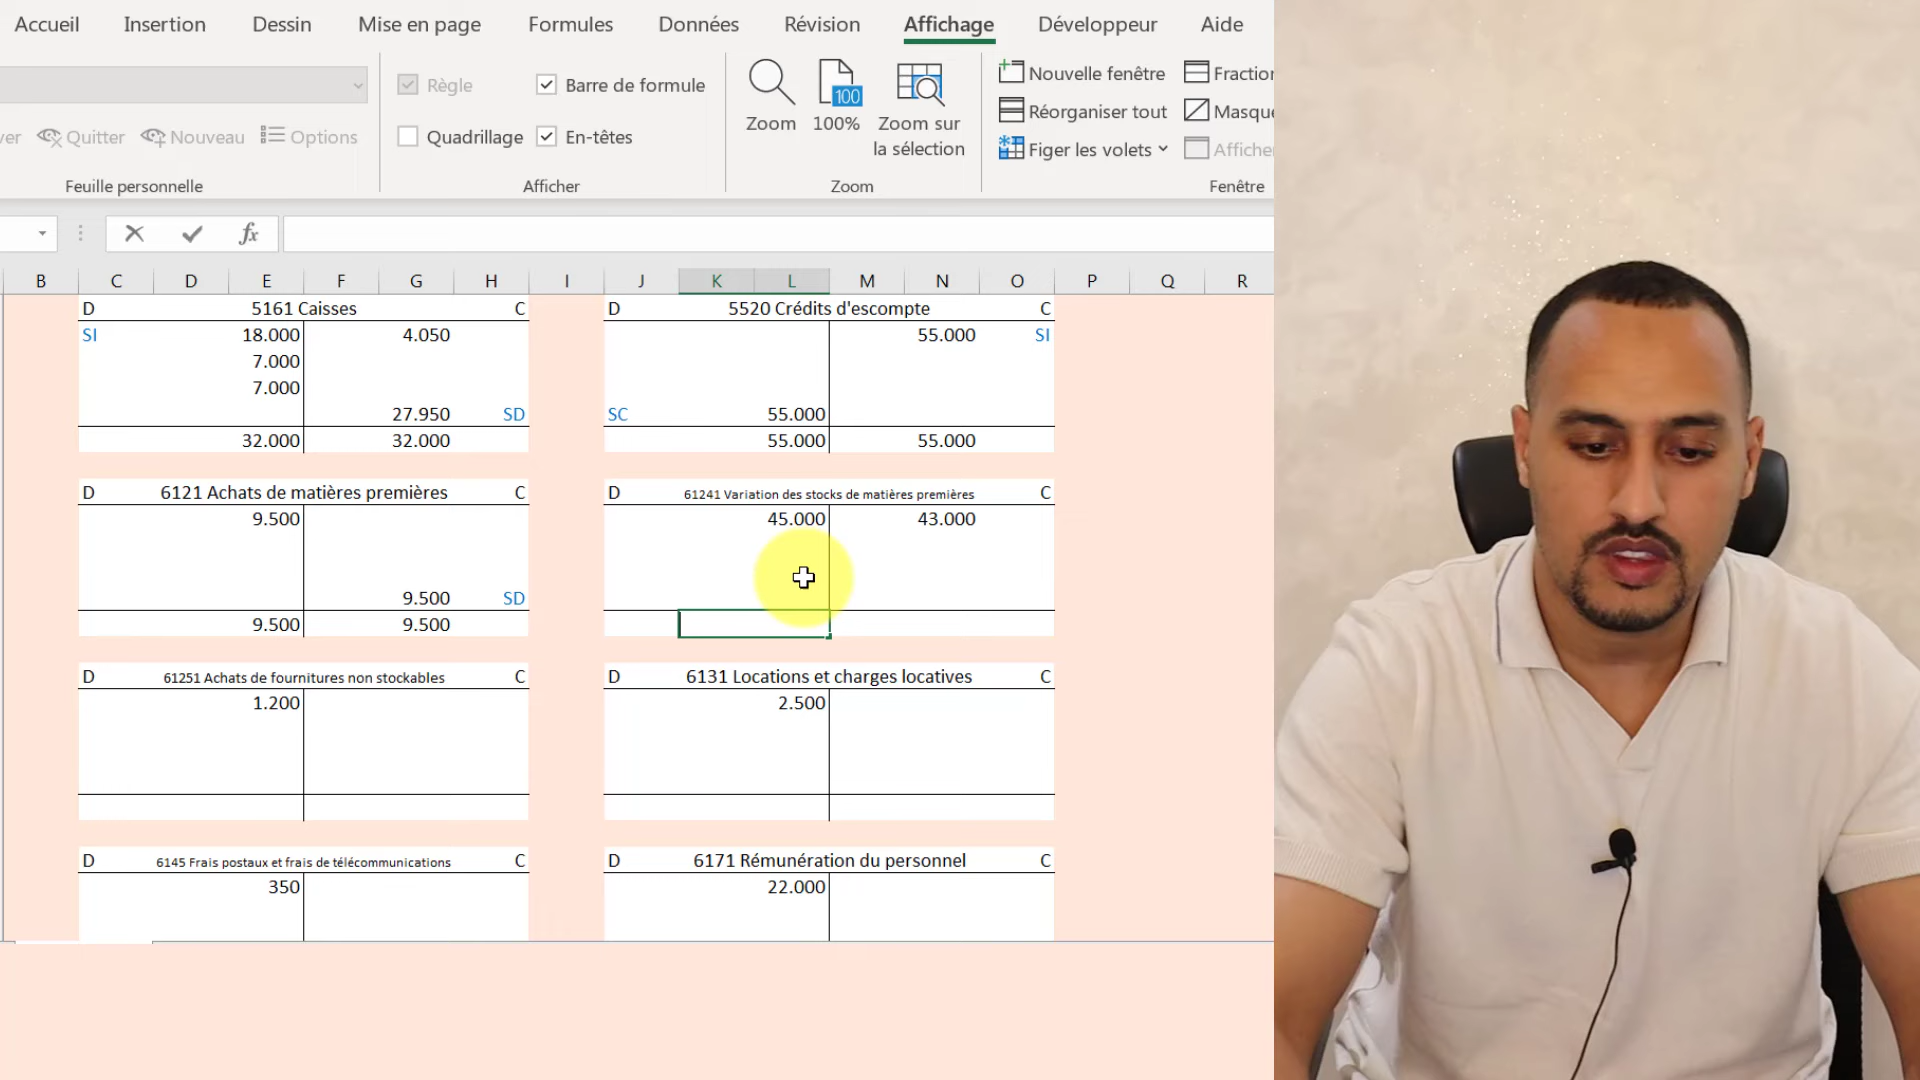 Accueil Insertion Dessin Mise en page Formules Données Révision Affichage Développeur Aide
Règle Barre de formule
ver Quitter Nouveau Options Quadrillage En-têtes
Feuille personnelle Afficher
Zoom 100% Zoom sur la sélection
100
Zoom
Nouvelle fenêtre Fraction
Réorganiser tout Masque
Figer les volets Affiche
Fenêtre
fx
B C D E F G H I J K L M N O P Q R
D 5161 Caisses C
SI 18.000 4.050
7.000
7.000
27.950 SD
32.000 32.000
D 5520 Crédits d'escompte C
55.000 SI
SC 55.000
55.000 55.000
D 6121 Achats de matières premières C
9.500
9.500 SD
9.500 9.500
D 61241 Variation des stocks de matières premières C
45.000 43.000
D 61251 Achats de fournitures non stockables C
1.200
D 6131 Locations et charges locatives C
2.500
D 6145 Frais postaux et frais de télécommunications C
350
D 6171 Rémunération du personnel C
22.000